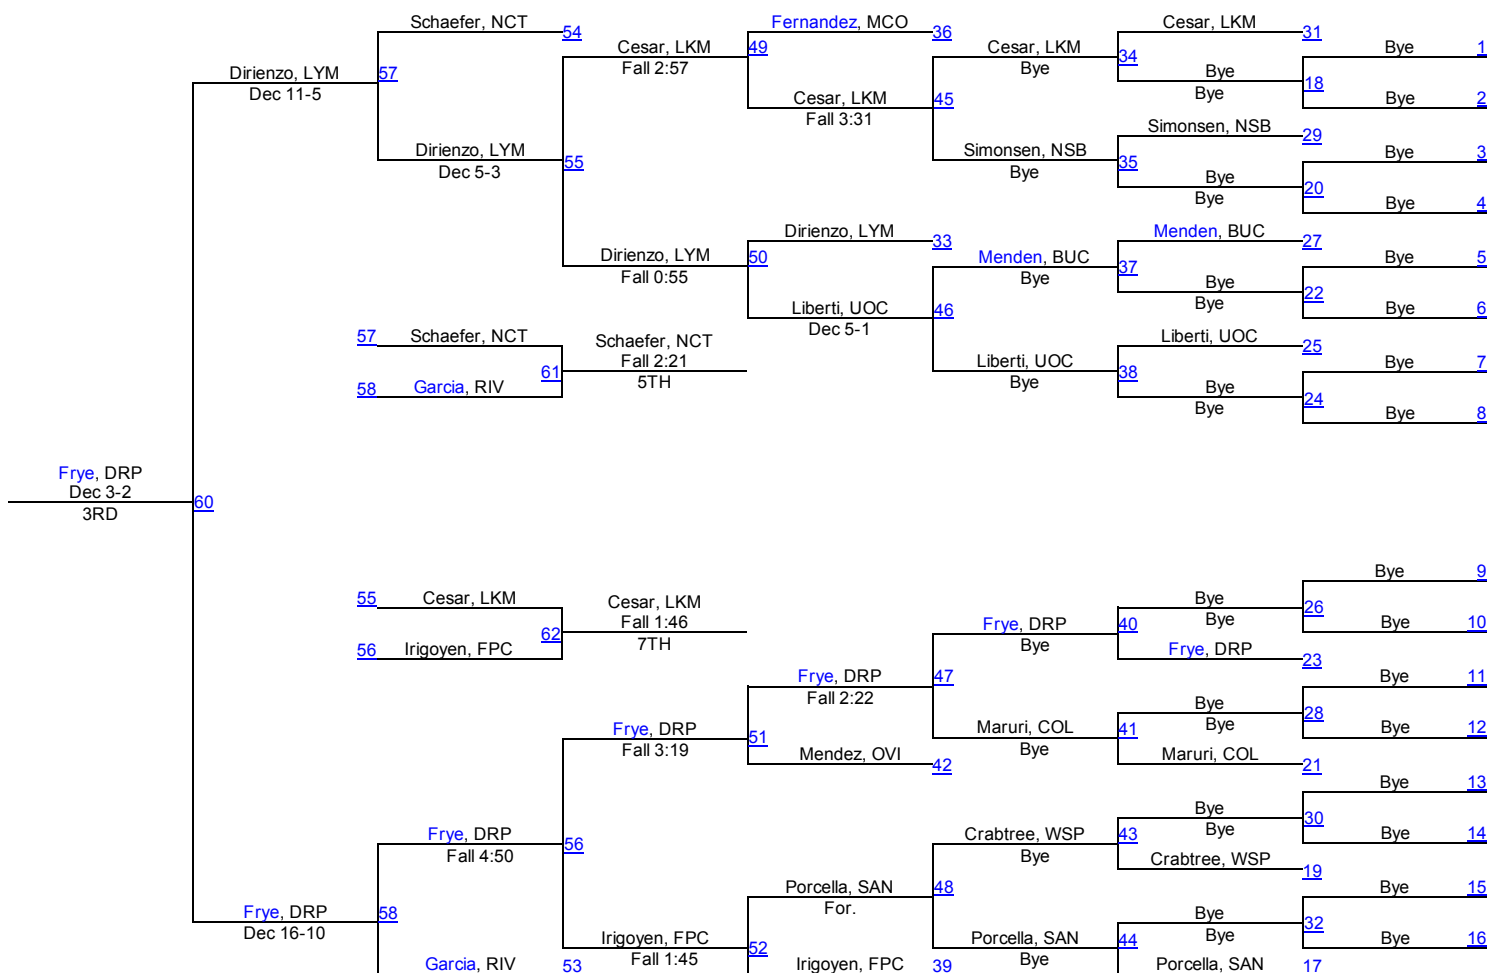 Schaefer, NCT 54 Fernandez, MCO 36 Cesar, LKM 31
Cesar, LKM 49 Cesar, LKM 34 Bye 1
Fall 2:57 Bye
Dirienzo, LYM 57 Bye 18
Dec 11-5 Cesar, LKM 45 Bye Bye 2
Fall 3:31
Simonsen, NSB 29
Dirienzo, LYM 55 Simonsen, NSB 35 Bye 3
Dec 5-3 Bye Bye 20
Bye Bye 4
Dirienzo, LYM 33 Menden, BUC 27
Dirienzo, LYM 50 Menden, BUC 37 Bye 5
Fall 0:55 Bye Bye 22
Liberti, UOC 46 Bye Bye 6
Dec 5-1
57 Schaefer, NCT Schaefer, NCT Liberti, UOC 25
Fall 2:21 Liberti, UOC 38 Bye 7
61 5TH Bye
58 Garcia, RIV Bye 24
Bye Bye 8
Frye, DRP
Dec 3-2 60
3RD
Bye 9
55 Cesar, LKM Cesar, LKM Bye 26
Fall 1:46 Frye, DRP 40 Bye Bye 10
62 7TH Bye
56 Irigoyen, FPC Frye, DRP 23
Frye, DRP 47 Bye 11
Fall 2:22 Bye 28
Frye, DRP 51 Maruri, COL 41 Bye Bye 12
Fall 3:19 Bye
Mendez, OVI 42 Maruri, COL 21
Bye 13
Bye 30
Frye, DRP 56 Crabtree, WSP 43 Bye Bye 14
Fall 4:50 Bye
Crabtree, WSP 19
Porcella, SAN 48 Bye 15
For.
Frye, DRP 58 Bye 32
Dec 16-10 Irigoyen, FPC 52 Porcella, SAN 44 Bye Bye 16
Fall 1:45 Bye
Garcia, RIV 53 Irigoyen, FPC 39 Porcella, SAN 17